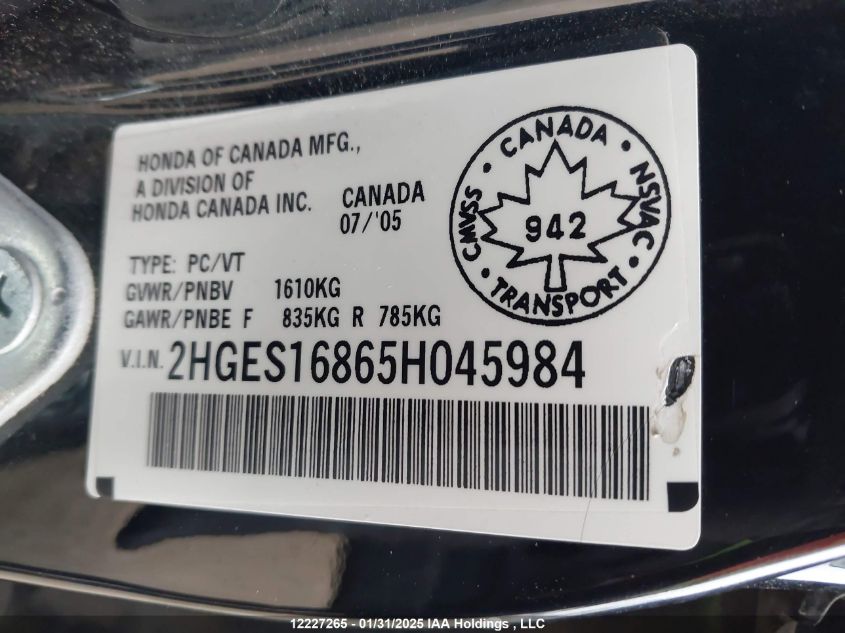 HONDA OF CANADA MFG.,
A DIVISION OF
HONDA CANADA INC.
CANADA
07/'05
TYPE: PC/VT
GVWR/PNBV 1610KG
GAWR/PNBE F 835KG R 785KG
V.I.N. 2HGES16865H045984
• CANADA •
NSVAC •
TRANSPORT •
CMVSS
942
12227265 - 01/31/2025 IAA Holdings , LLC